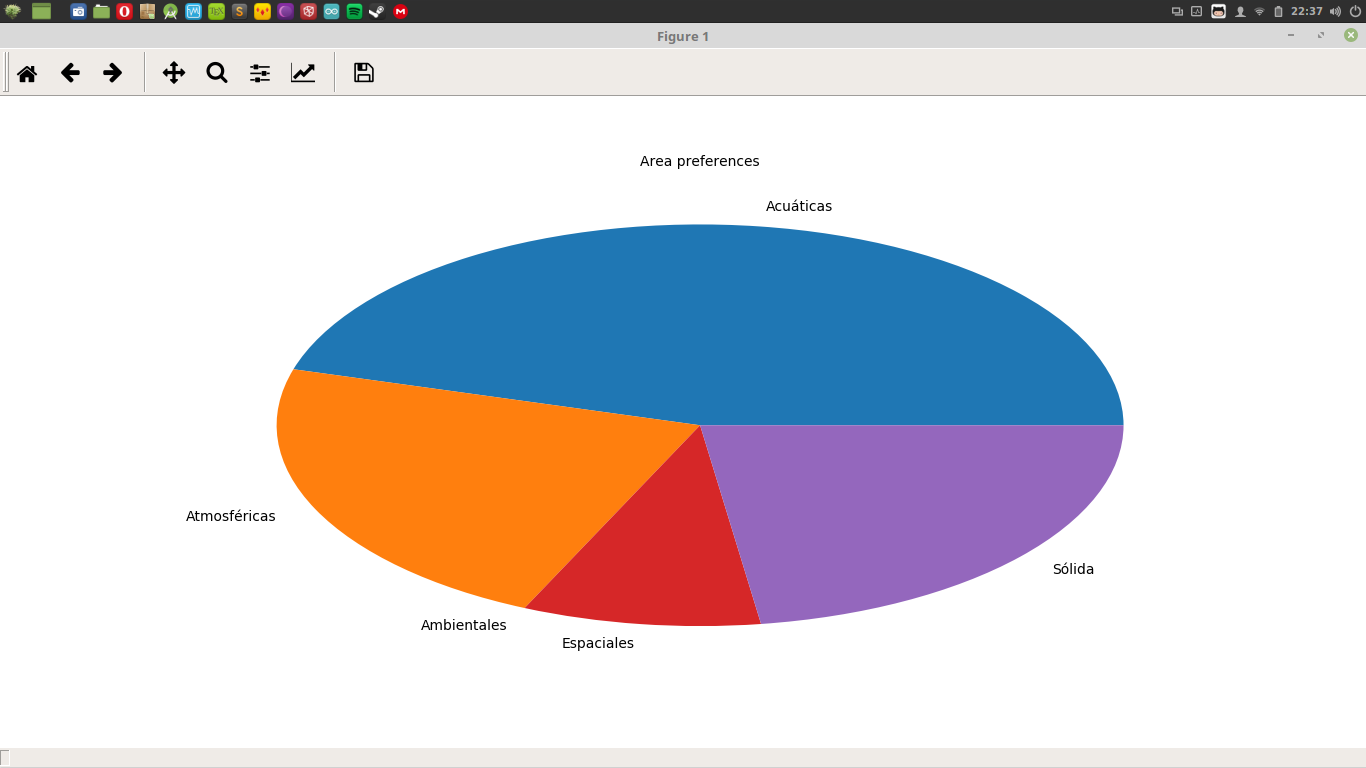 22:37
Figure 1
Area preferences
Acuáticas
Atmosféricas
Sólida
Ambientales
Espaciales